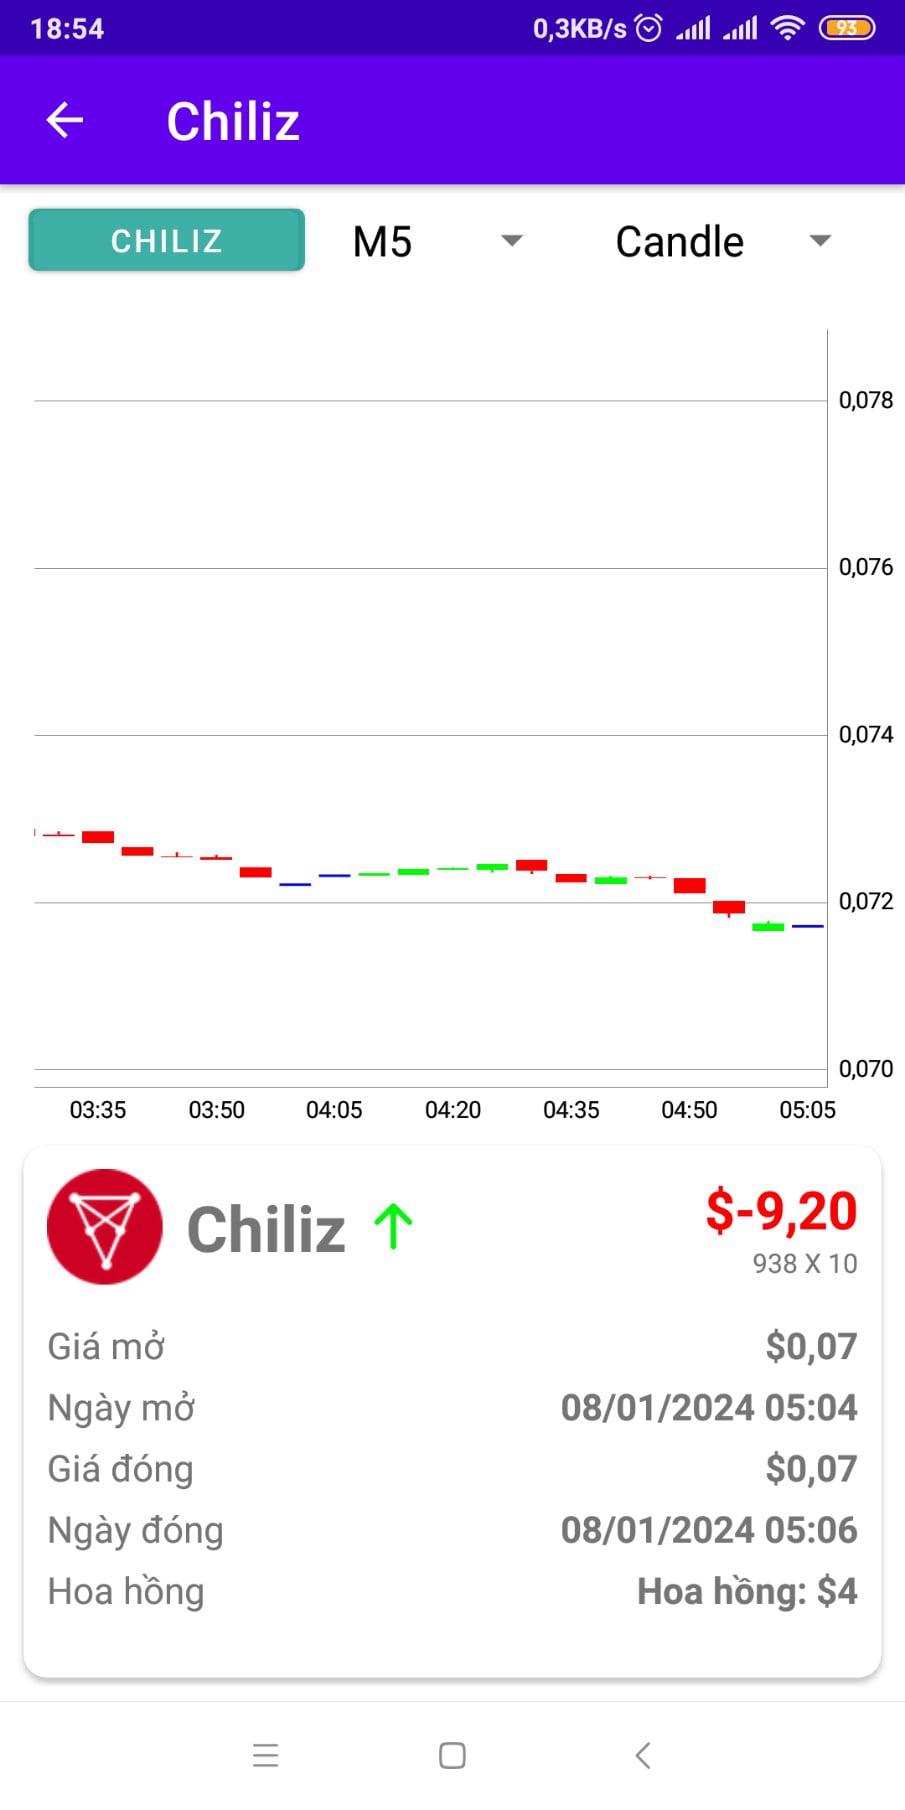 18:54 0,3KB/s 93
Chiliz
CHILIZ M5 Candle
0,078
0,076
0,074
0,072
0,070
03:35 03:50 04:05 04:20 04:35 04:50 05:05
Chiliz $-9,20
938 X 10
Giá mở $0,07
Ngày mở 08/01/2024 05:04
Giá đóng $0,07
Ngày đóng 08/01/2024 05:06
Hoa hồng Hoa hồng: $4